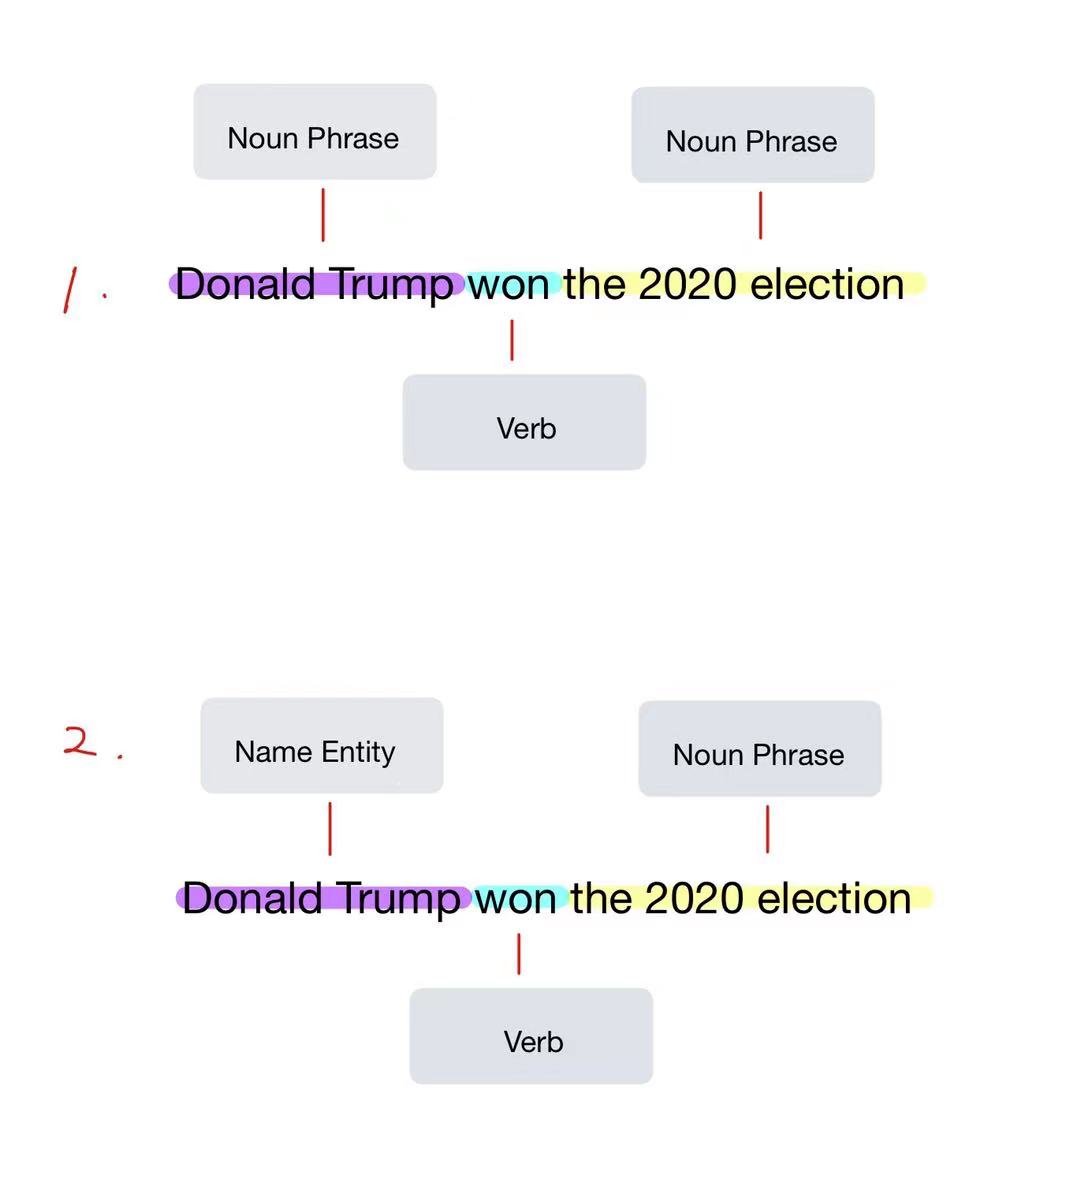 Noun Phrase
Noun Phrase
1. Donald Trump won the 2020 election
Verb
2.
Name Entity
Noun Phrase
Donald Trump won the 2020 election
Verb